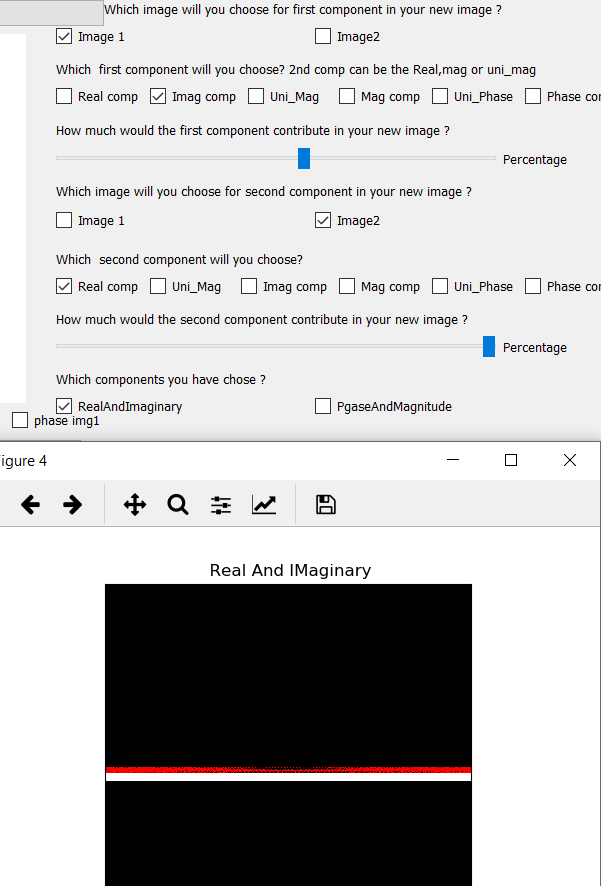 Which image will you choose for first component in your new image ?
Image 1 Image2
Which first component will you choose? 2nd comp can be the Real,mag or uni_mag
Real comp Imag comp Uni_Mag Mag comp Uni_Phase Phase cor
How much would the first component contribute in your new image ?
Percentage
Which image will you choose for second component in your new image ?
Image 1 Image2
Which second component will you choose?
Real comp Uni_Mag Imag comp Mag comp Uni_Phase Phase cor
How much would the second component contribute in your new image ?
Percentage
Which components you have chose ?
RealAndImaginary PgaseAndMagnitude
phase img1
igure 4
Real And IMaginary